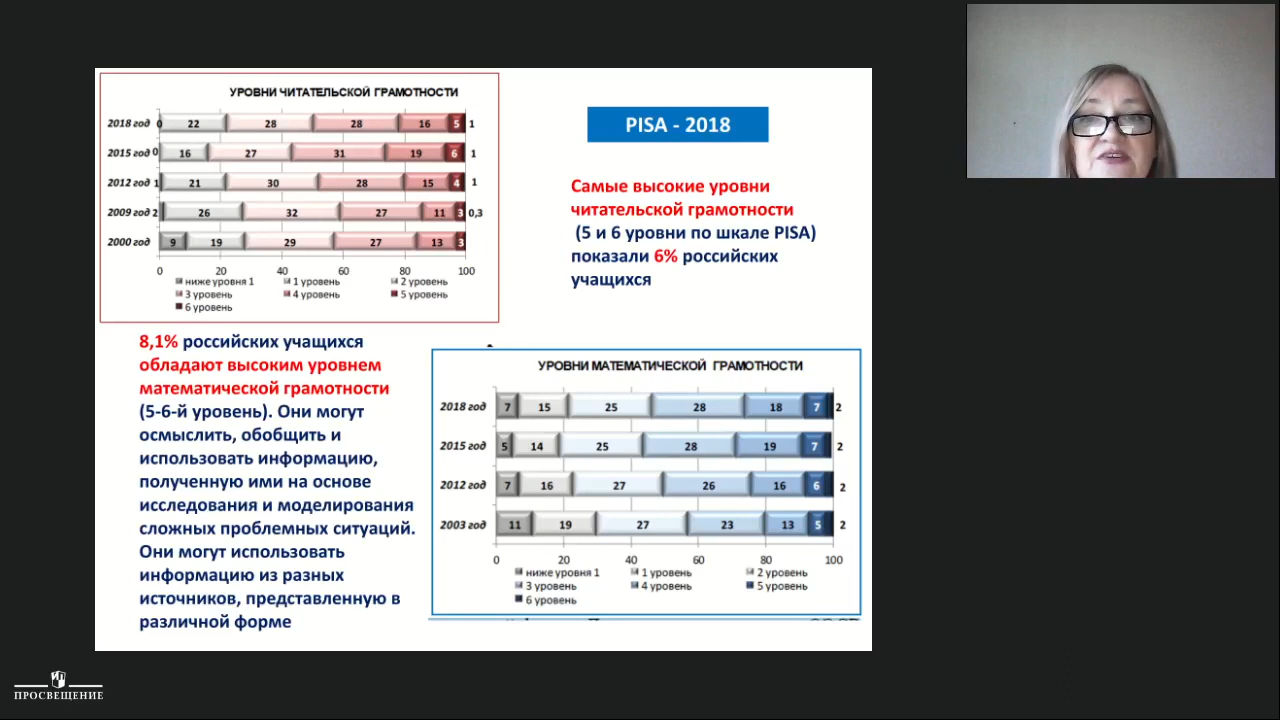 УРОВНИ ЧИТАТЕЛЬСКОЙ ГРАМОТНОСТИ
2018 год 0 22 28 28 16 5 1
2015 год 0 16 27 31 19 6 1
2012 год 1 21 30 28 15 4 1
2009 год 2 26 32 27 11 3 0,3
2000 год 9 19 29 27 13 3
0 20 40 60 80 100
ниже уровня 1 1 уровень 2 уровень
3 уровень 4 уровень 5 уровень
6 уровень
PISA - 2018
Самые высокие уровни
читательской грамотности
(5 и 6 уровни по шкале PISA)
показали 6% российских
учащихся
8,1% российских учащихся
обладают высоким уровнем
математической грамотности
(5-6-й уровень). Они могут
осмыслить, обобщить и
использовать информацию,
полученную ими на основе
исследования и моделирования
сложных проблемных ситуаций.
Они могут использовать
информацию из разных
источников, представленную в
различной форме
УРОВНИ МАТЕМАТИЧЕСКОЙ ГРАМОТНОСТИ
2018 год 7 15 25 28 18 7 2
2015 год 5 14 25 28 19 7 2
2012 год 7 16 27 26 16 6 2
2003 год 11 19 27 23 13 5 2
0 20 40 60 80 100
ниже уровня 1 1 уровень 2 уровень
3 уровень 4 уровень 5 уровень
6 уровень
ПРОСВЕЩЕНИЕ